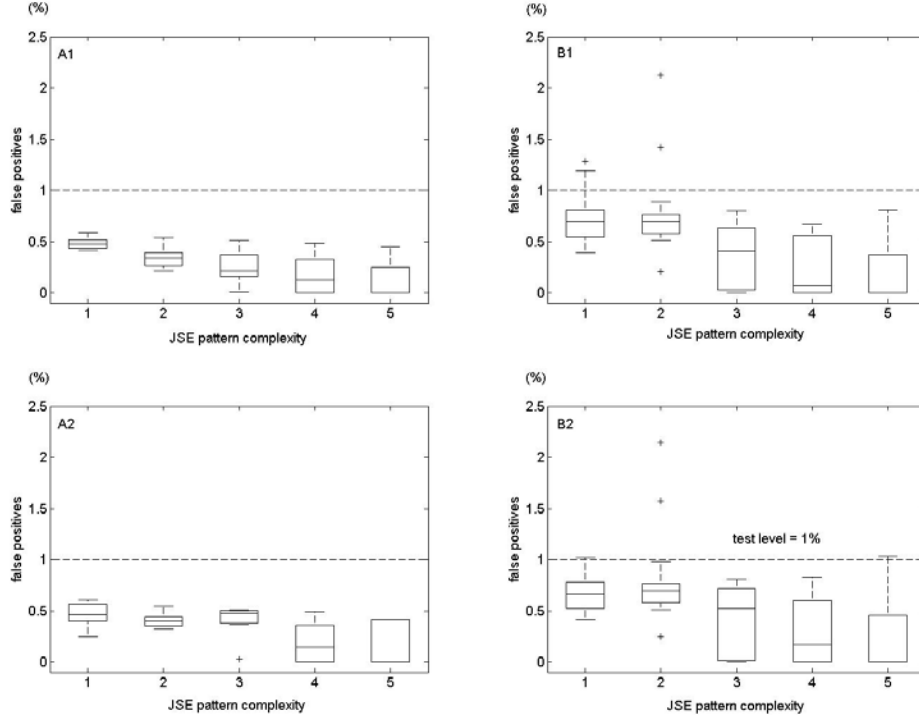 (%)
2.5
A1
2
1.5
1
0.5
0
false positives
1 2 3 4 5
JSE pattern complexity
(%)
2.5
B1
2
1.5
1
0.5
0
false positives
1 2 3 4 5
JSE pattern complexity
(%)
2.5
A2
2
1.5
1
0.5
0
false positives
1 2 3 4 5
JSE pattern complexity
(%)
2.5
B2
2
1.5
test level = 1%
1
0.5
0
false positives
1 2 3 4 5
JSE pattern complexity